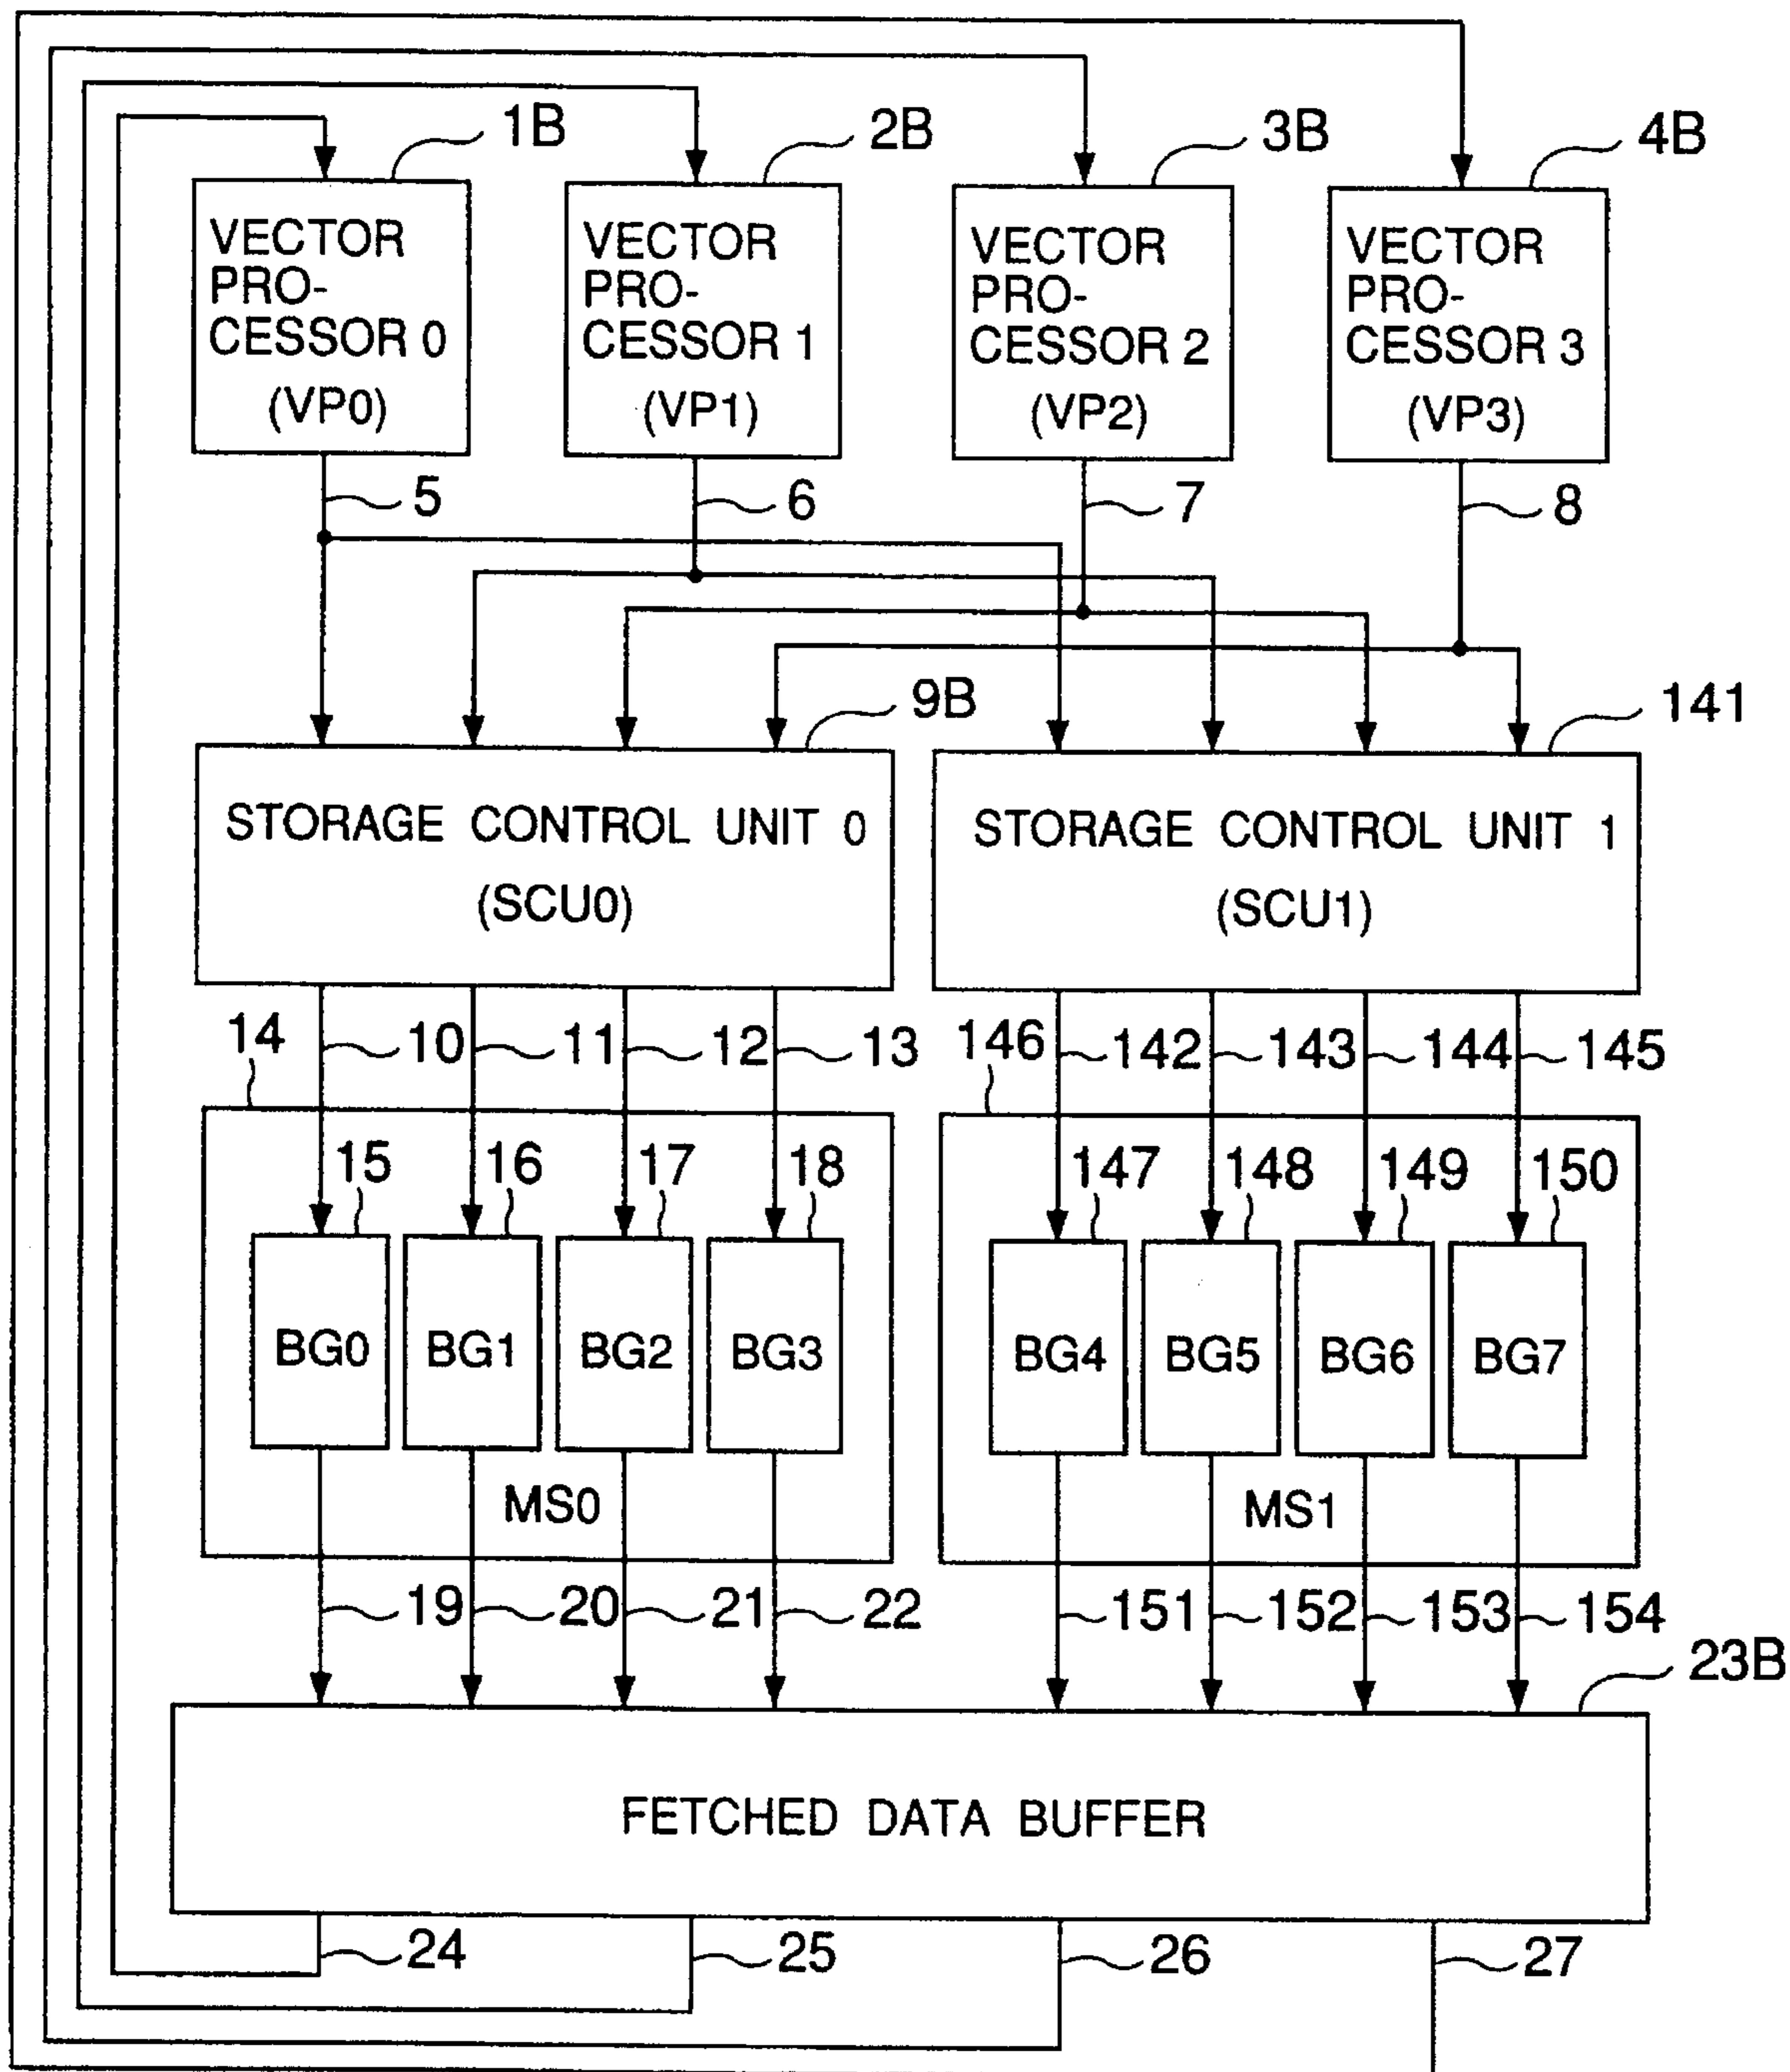 1B
2B
3B
4B
VECTOR
PRO-
CESSOR 0
(VP0)
VECTOR
PRO-
CESSOR 1
(VP1)
VECTOR
PRO-
CESSOR 2
(VP2)
VECTOR
PRO-
CESSOR 3
(VP3)
5
6
7
8
9B
141
STORAGE CONTROL UNIT 0
(SCU0)
STORAGE CONTROL UNIT 1
(SCU1)
14
10
11
12
13
146
142
143
144
145
15
16
17
18
147
148
149
150
BG0
BG1
BG2
BG3
BG4
BG5
BG6
BG7
MS0
MS1
19
20
21
22
151
152
153
154
23B
FETCHED DATA BUFFER
24
25
26
27